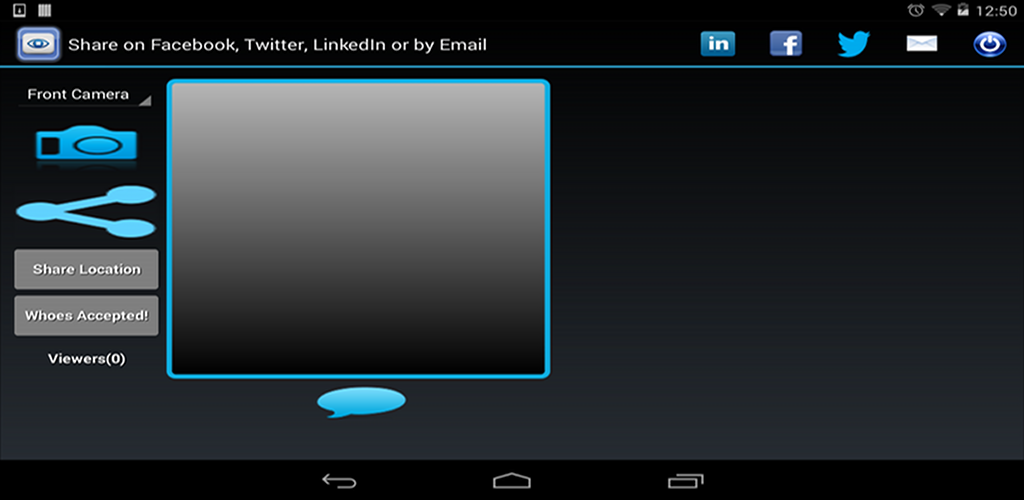 12:50
Share on Facebook, Twitter, LinkedIn or by Email
in f
Front Camera
Share Location
Whoes Accepted!
Viewers(0)